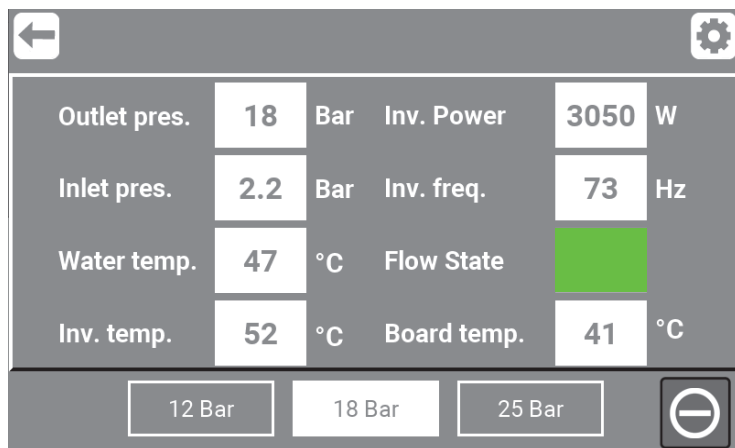 Outlet pres. 18 Bar Inv. Power 3050 W
Inlet pres. 2.2 Bar Inv. freq. 73 Hz
Water temp. 47 °C Flow State
Inv. temp. 52 °C Board temp. 41 °C
12 Bar 18 Bar 25 Bar